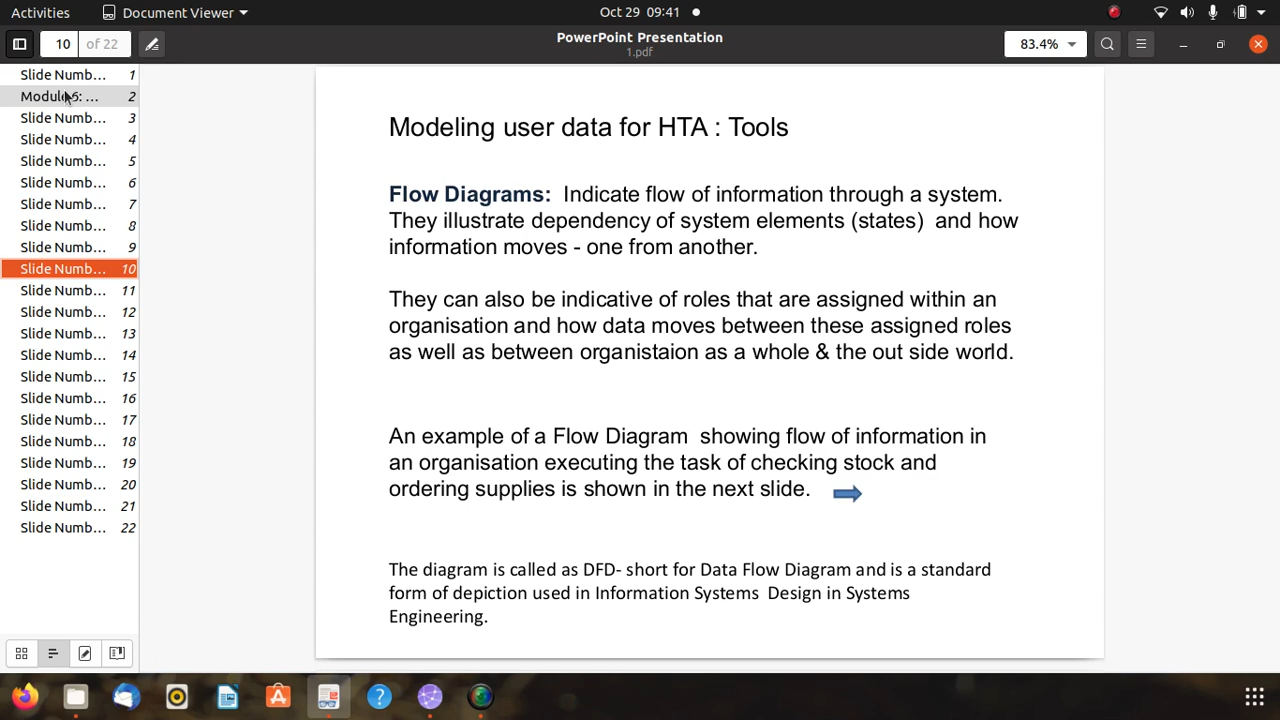 Activities
Document Viewer
Oct 29 09:41
10
of 22
PowerPoint Presentation
1.pdf
83.4%
Slide Numb... 1
Module 5: ... 2
Slide Numb... 3
Slide Numb... 4
Slide Numb... 5
Slide Numb... 6
Slide Numb... 7
Slide Numb... 8
Slide Numb... 9
Slide Numb... 10
Slide Numb... 11
Slide Numb... 12
Slide Numb... 13
Slide Numb... 14
Slide Numb... 15
Slide Numb... 16
Slide Numb... 17
Slide Numb... 18
Slide Numb... 19
Slide Numb... 20
Slide Numb... 21
Slide Numb... 22
Modeling user data for HTA : Tools
Flow Diagrams: Indicate flow of information through a system.
They illustrate dependency of system elements (states) and how
information moves - one from another.
They can also be indicative of roles that are assigned within an
organisation and how data moves between these assigned roles
as well as between organistaion as a whole & the out side world.
An example of a Flow Diagram showing flow of information in
an organisation executing the task of checking stock and
ordering supplies is shown in the next slide.
The diagram is called as DFD- short for Data Flow Diagram and is a standard
form of depiction used in Information Systems Design in Systems
Engineering.